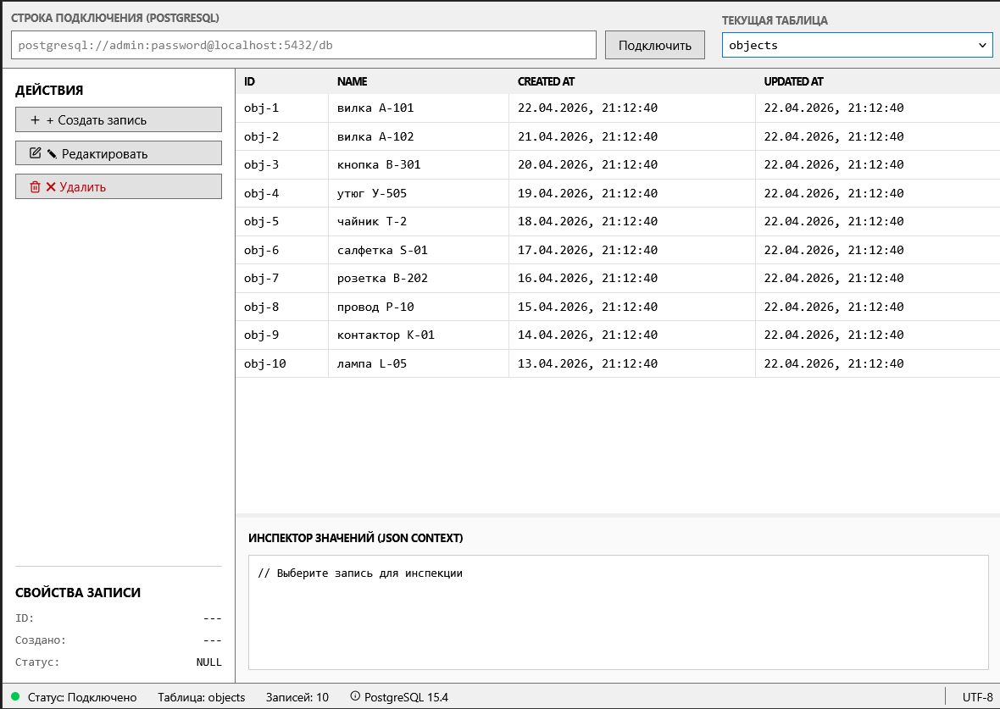 СТРОКА ПОДКЛЮЧЕНИЯ (POSTGRESQL)
postgresql://admin:password@localhost:5432/db
Подключить
ТЕКУЩАЯ ТАБЛИЦА
objects
ДЕЙСТВИЯ
+ + Создать запись
Редактировать
Удалить
ID NAME CREATED AT UPDATED AT
obj-1 вилка А-101 22.04.2026, 21:12:40 22.04.2026, 21:12:40
obj-2 вилка А-102 21.04.2026, 21:12:40 22.04.2026, 21:12:40
obj-3 кнопка В-301 20.04.2026, 21:12:40 22.04.2026, 21:12:40
obj-4 утюг У-505 19.04.2026, 21:12:40 22.04.2026, 21:12:40
obj-5 чайник Т-2 18.04.2026, 21:12:40 22.04.2026, 21:12:40
obj-6 салфетка S-01 17.04.2026, 21:12:40 22.04.2026, 21:12:40
obj-7 розетка В-202 16.04.2026, 21:12:40 22.04.2026, 21:12:40
obj-8 провод Р-10 15.04.2026, 21:12:40 22.04.2026, 21:12:40
obj-9 контактор К-01 14.04.2026, 21:12:40 22.04.2026, 21:12:40
obj-10 лампа L-05 13.04.2026, 21:12:40 22.04.2026, 21:12:40
ИНСПЕКТОР ЗНАЧЕНИЙ (JSON CONTEXT)
// Выберите запись для инспекции
СВОЙСТВА ЗАПИСИ
ID: ---
Создано: ---
Статус: NULL
Статус: Подключено Таблица: objects Записей: 10 PostgreSQL 15.4 UTF-8